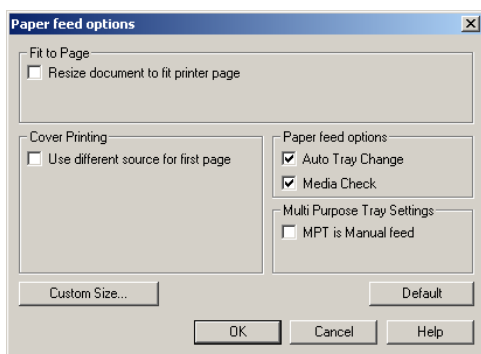 Paper feed options
Fit to Page
Resize document to fit printer page
Cover Printing
Use different source for first page
Paper feed options
Auto Tray Change
Media Check
Multi Purpose Tray Settings
MPT is Manual feed
Custom Size...
Default
OK
Cancel
Help